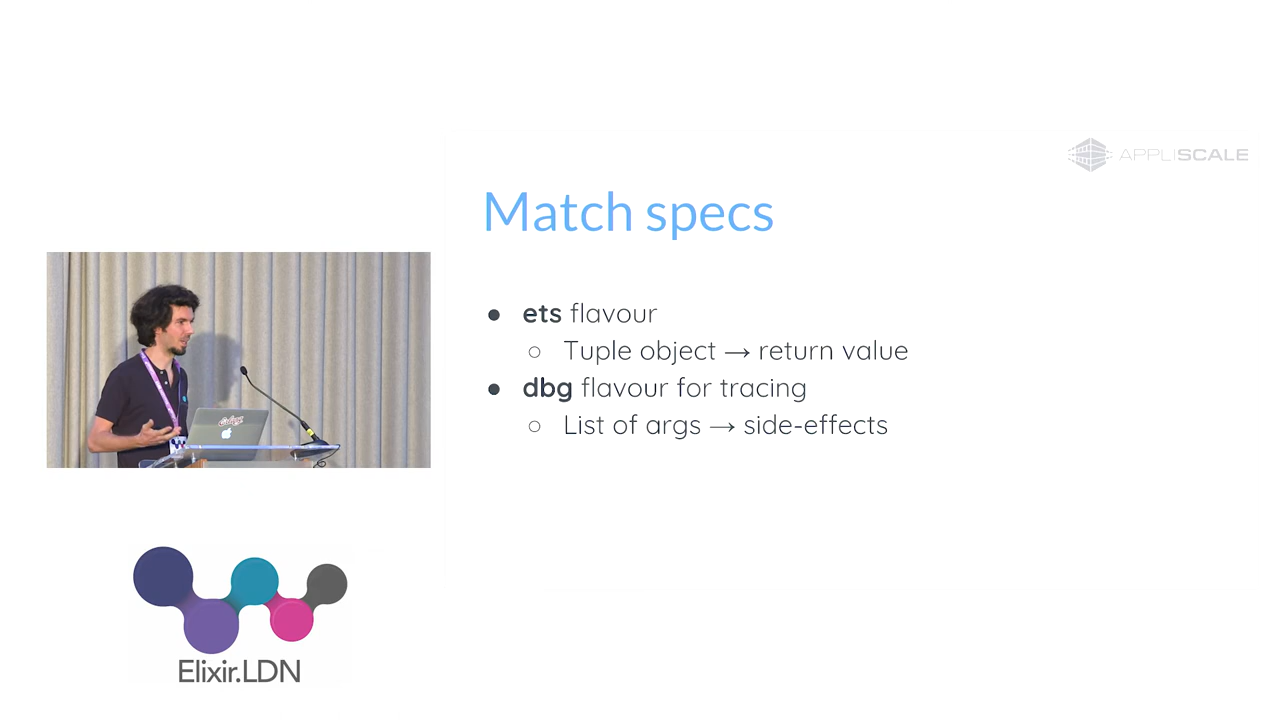 APPLISCALE
Match specs
● ets flavour
○ Tuple object → return value
● dbg flavour for tracing
○ List of args → side-effects
Elixir.LDN